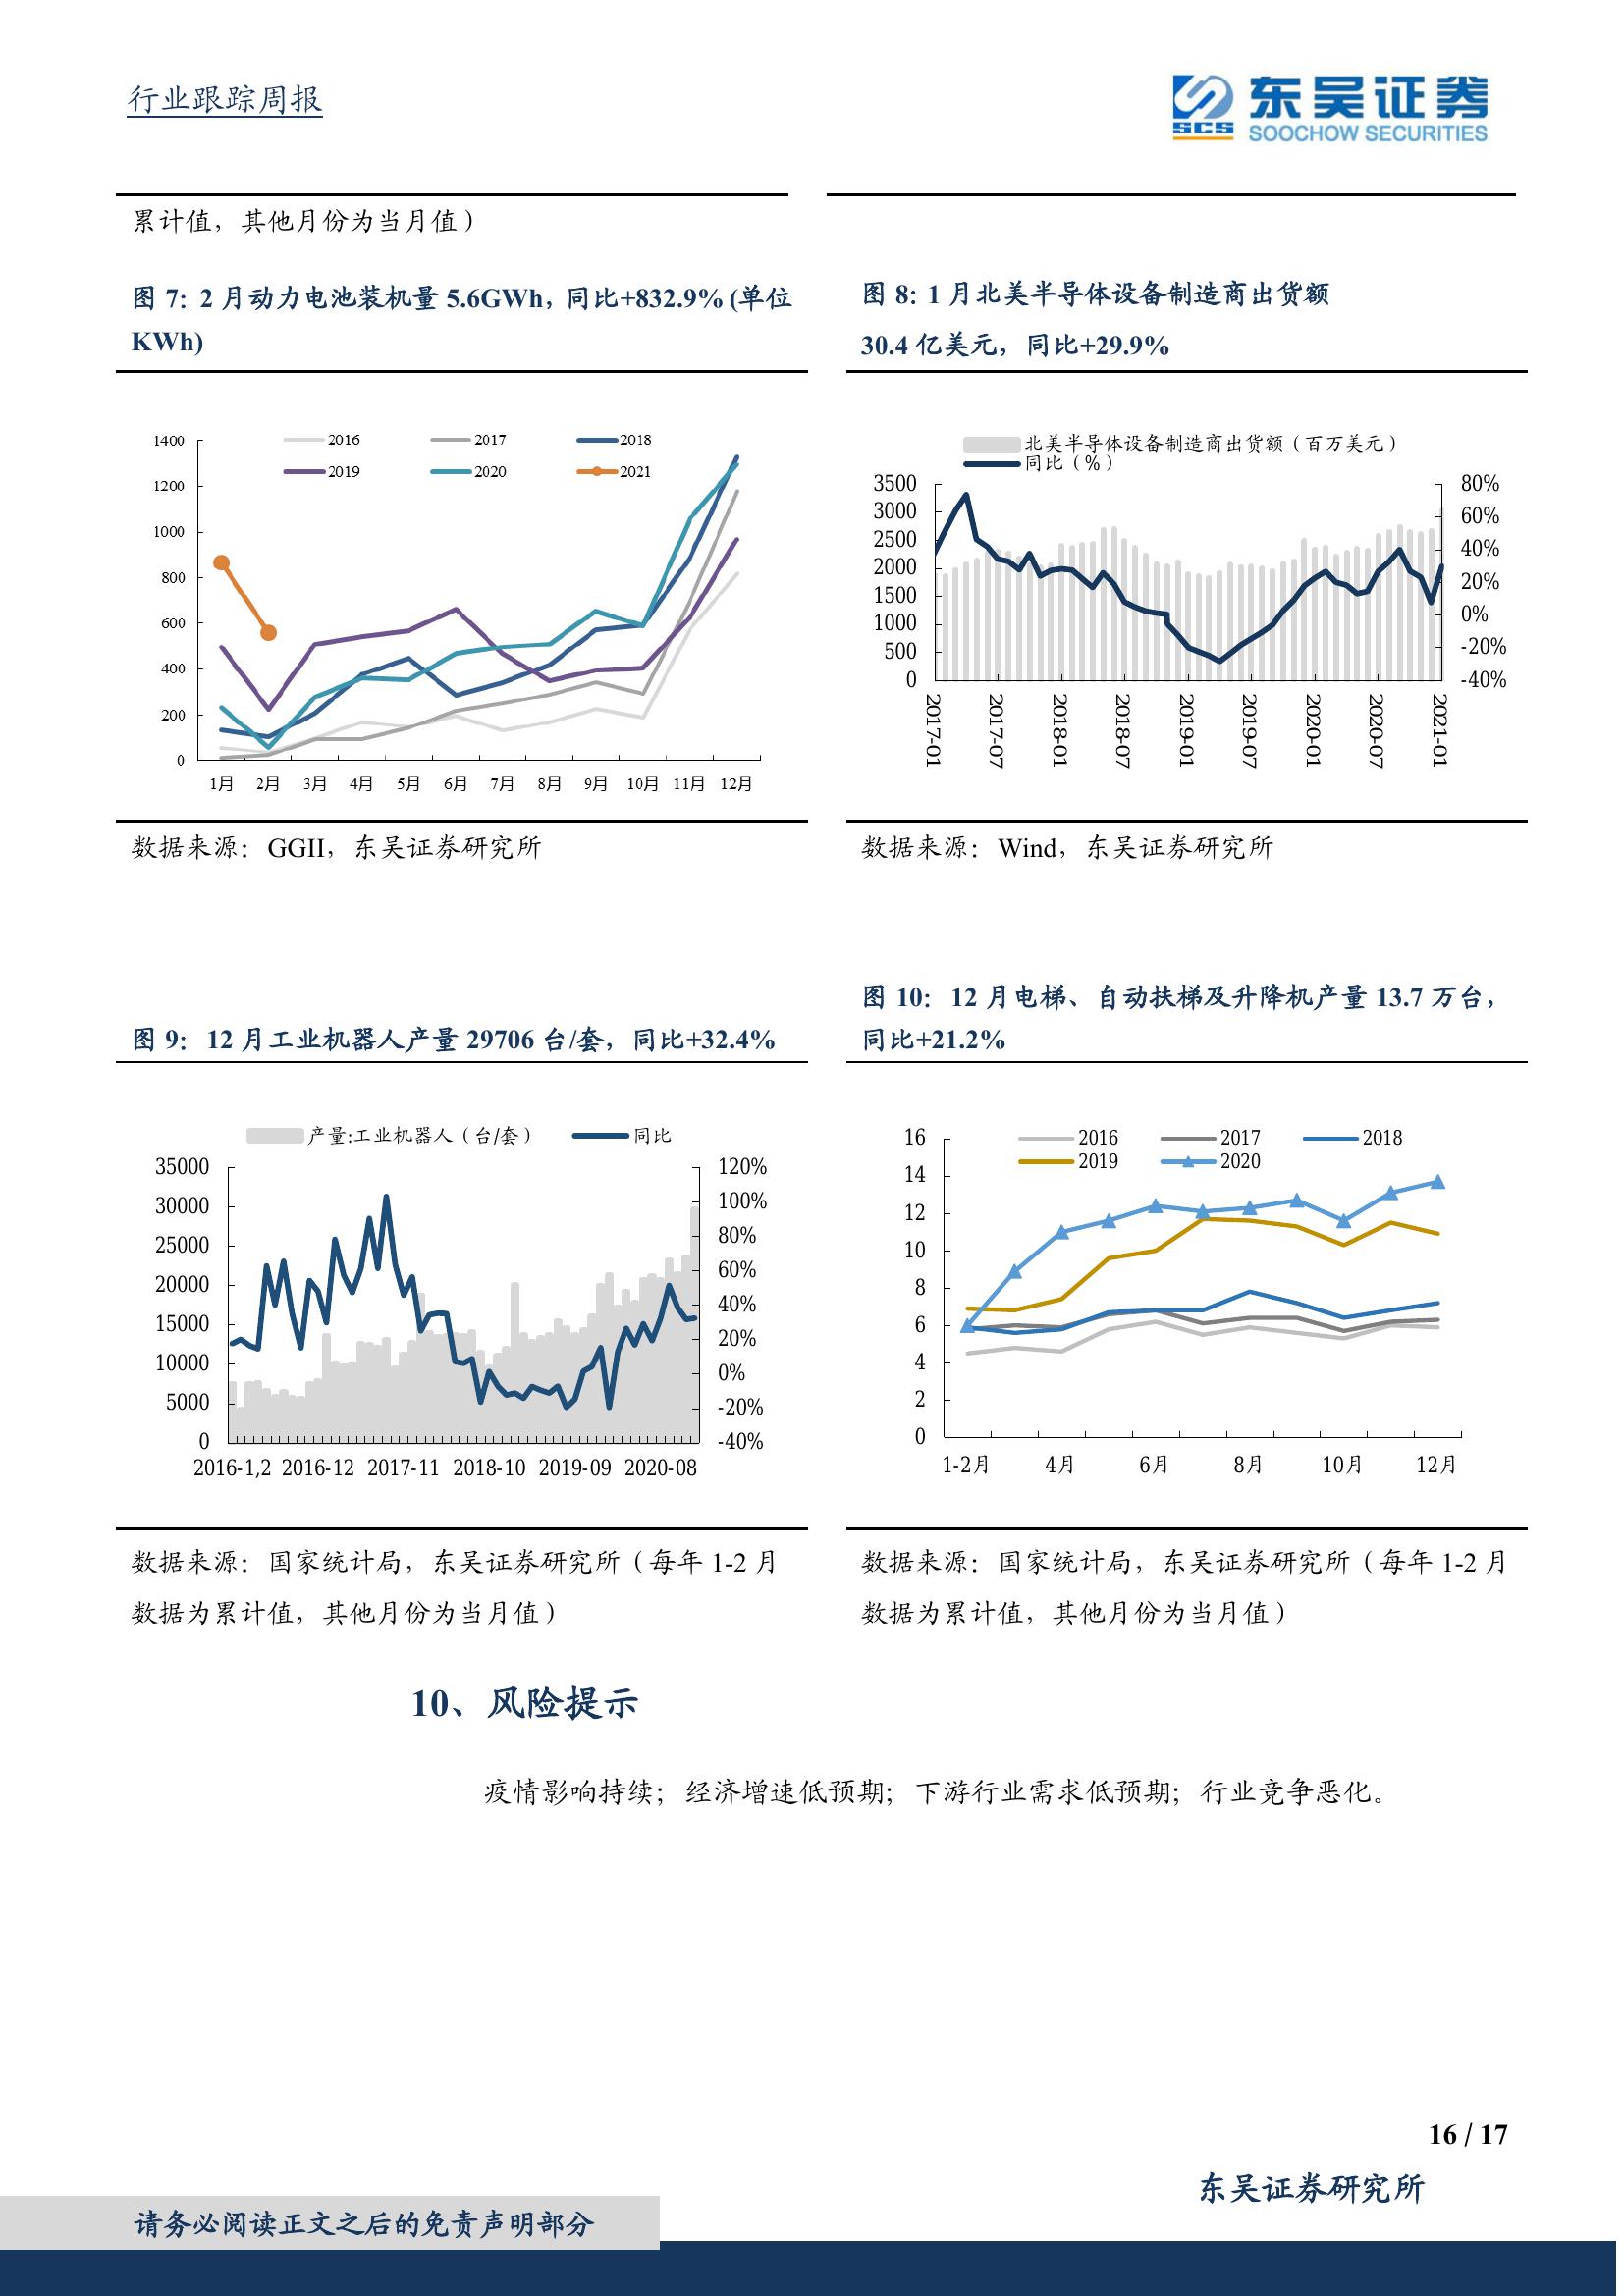 行业跟踪周报
SCS
东吴证券
SOOCHOW SECURITIES
累计值，其他月份为当月值）
图 7：2 月动力电池装机量 5.6GWh，同比+832.9% (单位
KWh)
2016 2017 2018
2019 2020 2021
1400
1200
1000
800
600
400
200
0
1月 2月 3月 4月 5月 6月 7月 8月 9月 10月 11月 12月
数据来源：GGII，东吴证券研究所
图 8：1 月北美半导体设备制造商出货额
30.4 亿美元，同比+29.9%
北美半导体设备制造商出货额（百万美元）
同比（%）
3500 80%
3000 60%
2500 40%
2000 20%
1500 0%
1000 -20%
500 -40%
0
2017-01 2017-07 2018-01 2018-07 2019-01 2019-07 2020-01 2020-07 2021-01
数据来源：Wind，东吴证券研究所
图 9：12 月工业机器人产量 29706 台/套，同比+32.4%
产量:工业机器人（台/套） 同比
35000 120%
30000 100%
25000 80%
20000 60%
15000 40%
10000 20%
5000 0%
0 -20%
-40%
2016-1,2 2016-12 2017-11 2018-10 2019-09 2020-08
数据来源：国家统计局，东吴证券研究所（每年 1-2 月
数据为累计值，其他月份为当月值）
图 10：12 月电梯、自动扶梯及升降机产量 13.7 万台，
同比+21.2%
2016 2017 2018
2019 2020
16
14
12
10
8
6
4
2
0
1-2月 4月 6月 8月 10月 12月
数据来源：国家统计局，东吴证券研究所（每年 1-2 月
数据为累计值，其他月份为当月值）
10、风险提示
疫情影响持续；经济增速低预期；下游行业需求低预期；行业竞争恶化。
16 / 17
东吴证券研究所
请务必阅读正文之后的免责声明部分